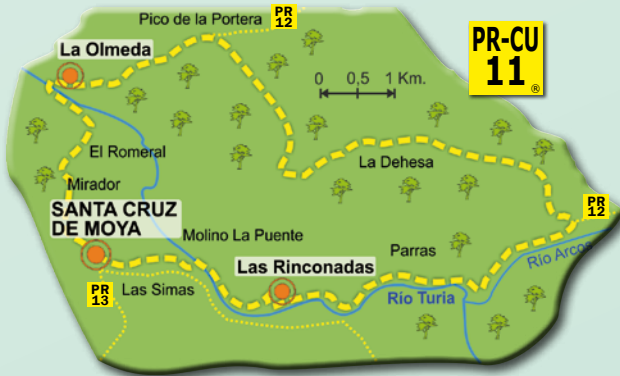 Pico de la Portera
PR
12
PR-CU
11
®
La Olmeda
0 0,5 1 Km.
El Romeral
La Dehesa
Mirador
SANTA CRUZ
DE MOYA
PR
12
Molino La Puente
Parras
Río Arcos
Las Rinconadas
PR
13
Las Simas
Río Turia